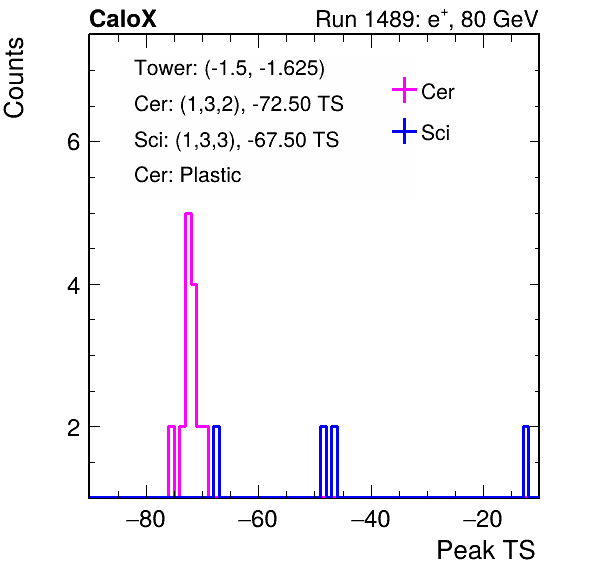 CaloX Run 1489: e⁺, 80 GeV
Counts
Tower: (-1.5, -1.625)
Cer: (1,3,2), -72.50 TS
Sci: (1,3,3), -67.50 TS
Cer: Plastic
Cer
Sci
6
4
2
−80 −60 −40 −20
Peak TS